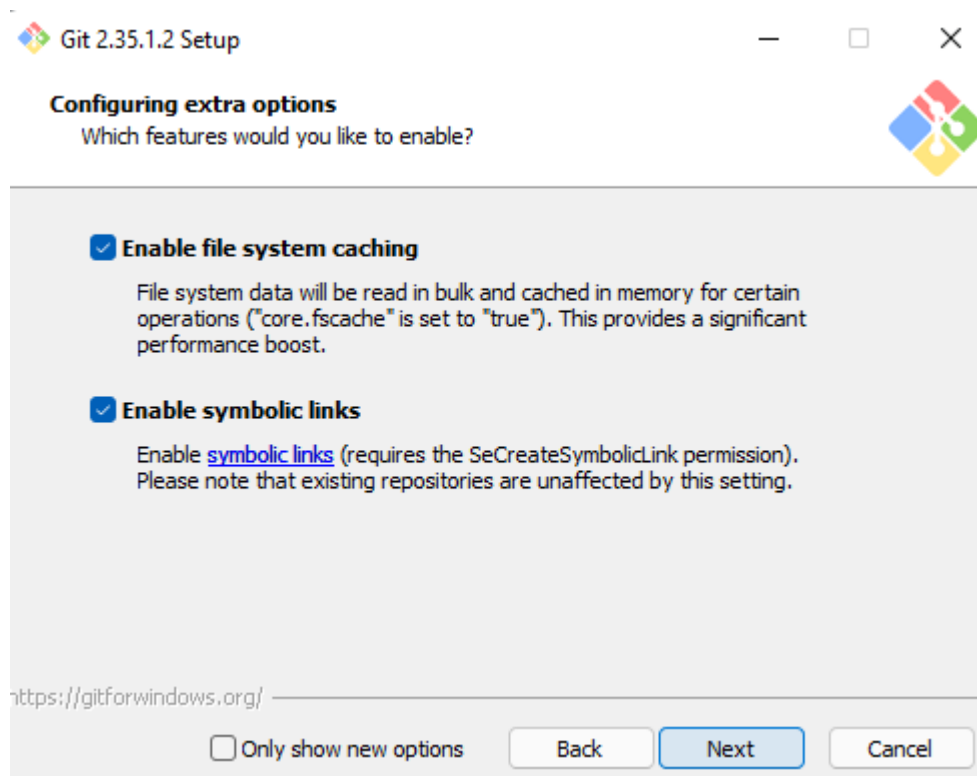 Git 2.35.1.2 Setup
Configuring extra options
Which features would you like to enable?
Enable file system caching
File system data will be read in bulk and cached in memory for certain
operations ("core.fscache" is set to "true"). This provides a significant
performance boost.
Enable symbolic links
Enable symbolic links (requires the SeCreateSymbolicLink permission).
Please note that existing repositories are unaffected by this setting.
https://gitforwindows.org/
Only show new options
Back
Next
Cancel